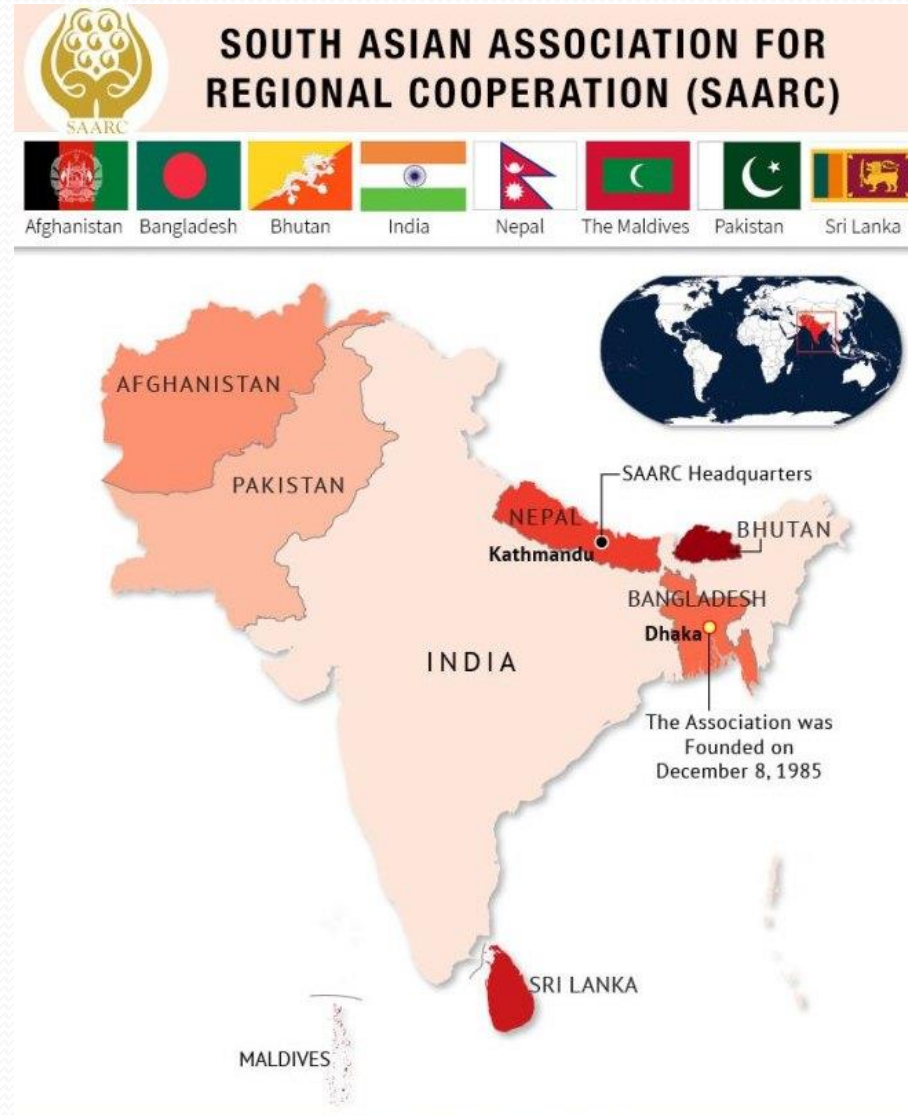 SOUTH ASIAN ASSOCIATION FOR
REGIONAL COOPERATION (SAARC)
SAARC
Afghanistan
Bangladesh
Bhutan
India
Nepal
The Maldives
Pakistan
Sri Lanka
AFGHANISTAN
PAKISTAN
SAARC Headquarters
NEPAL
BHUTAN
Kathmandu
BANGLADESH
Dhaka
INDIA
The Association was
Founded on
December 8, 1985
SRI LANKA
MALDIVES